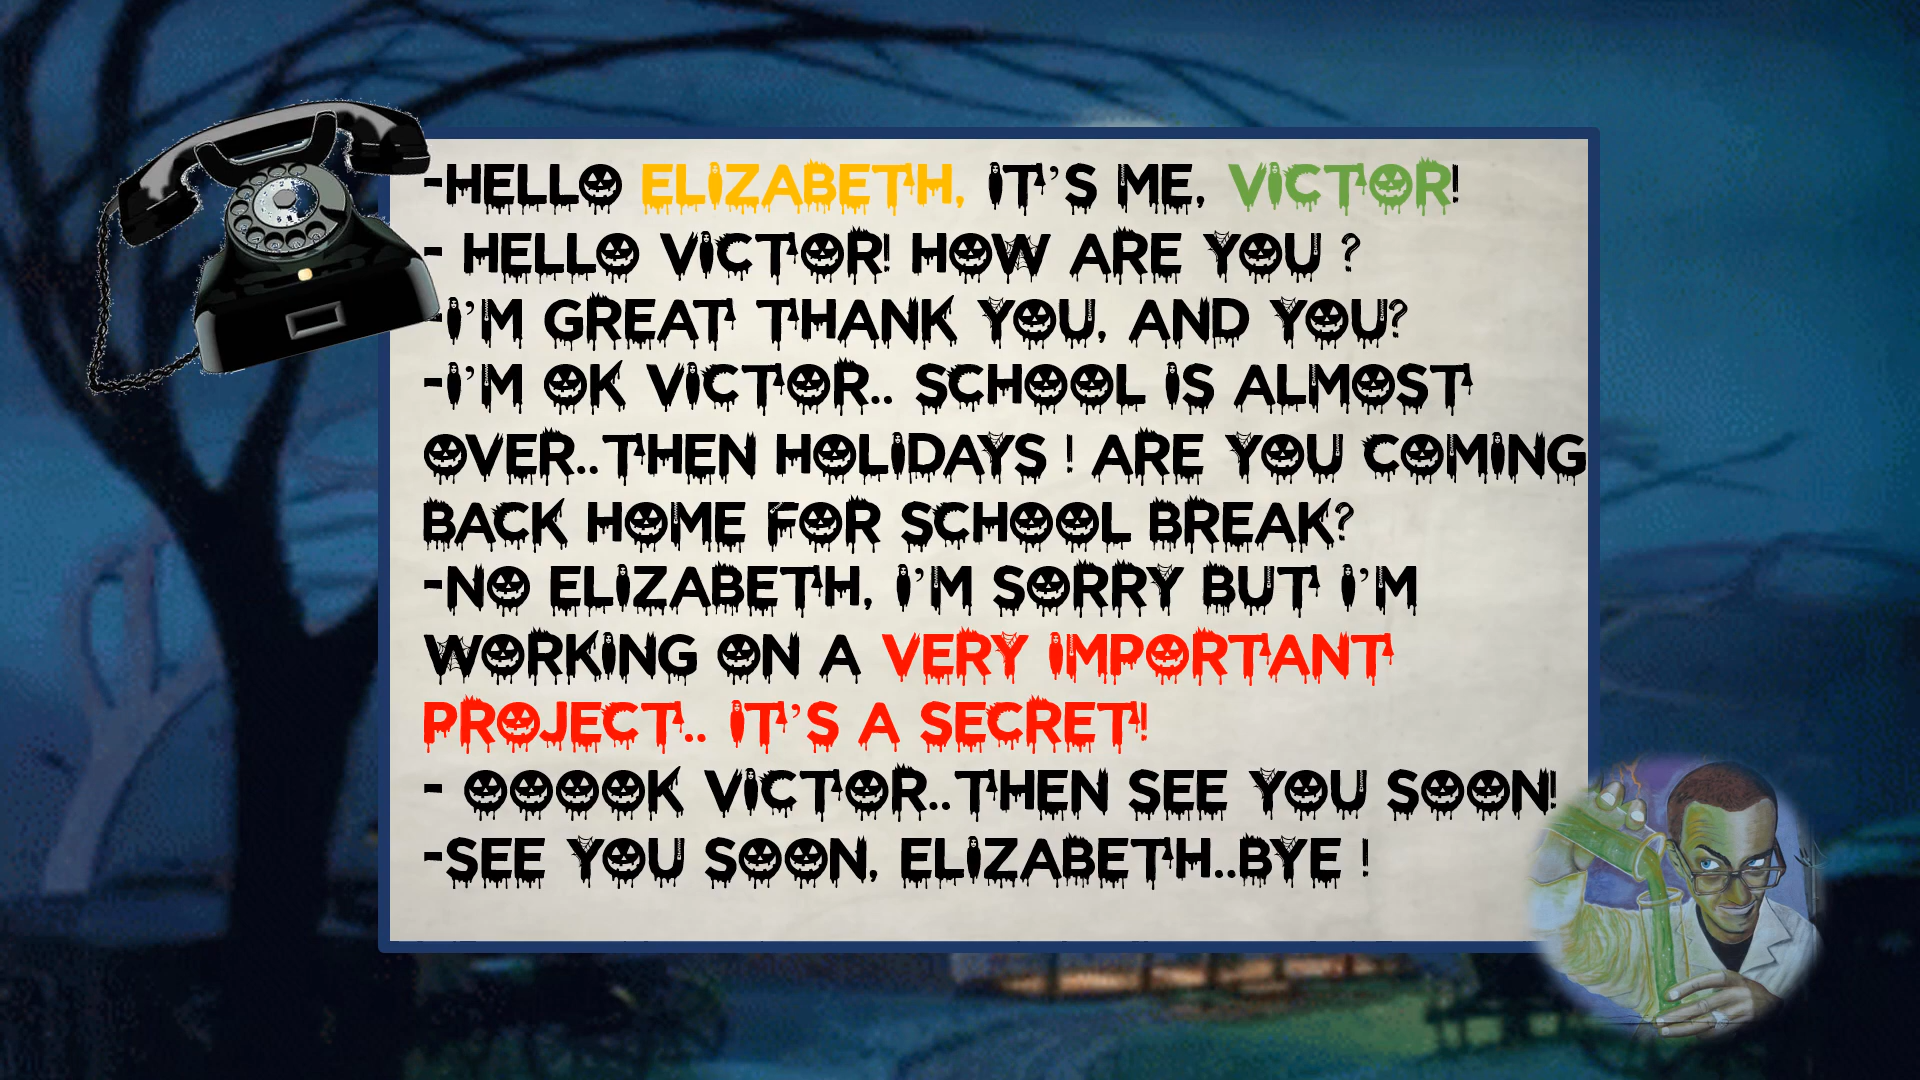 -HELLO ELIZABETH, IT'S ME, VICTOR!
- HELLO VICTOR! HOW ARE YOU ?
-I'M GREAT THANK YOU, AND YOU?
-I'M OK VICTOR.. SCHOOL IS ALMOST
OVER..THEN HOLIDAYS ! ARE YOU COMING
BACK HOME FOR SCHOOL BREAK?
-NO ELIZABETH, I'M SORRY BUT I'M
WORKING ON A VERY IMPORTANT
PROJECT.. IT'S A SECRET!
- OOOOK VICTOR..THEN SEE YOU SOON!
-SEE YOU SOON, ELIZABETH..BYE !